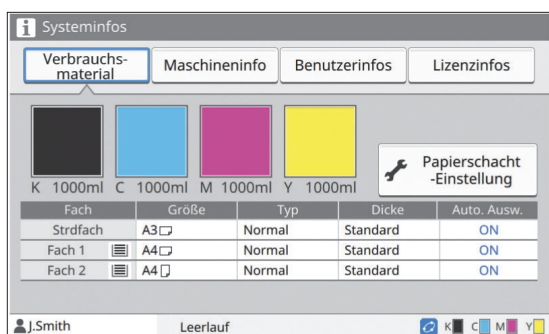 Systeminfos
Verbrauchs-
material
Maschineninfo
Benutzerinfos
Lizenzinfos
K 1000ml C 1000ml M 1000ml Y 1000ml
Papierschacht
-Einstellung
Fach Größe Typ Dicke Auto. Ausw.
Strdfach A3 Normal Standard ON
Fach 1 A4 Normal Standard ON
Fach 2 A4 Normal Standard ON
J.Smith Leerlauf K C M Y